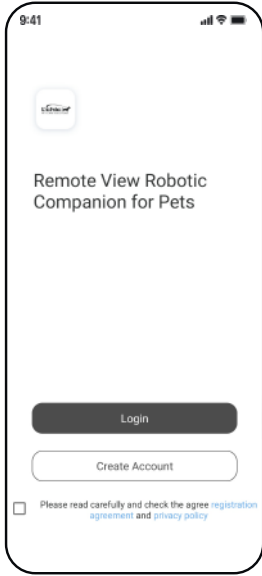 9:41
Remote View Robotic
Companion for Pets
Login
Create Account
Please read carefully and check the agree registration
agreement and privacy policy